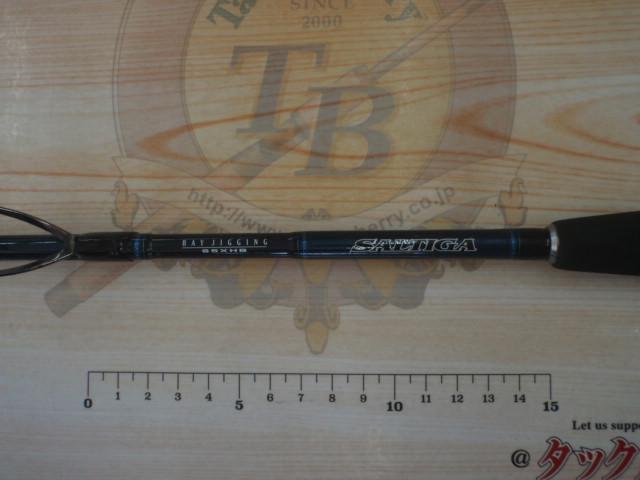 SINCE
2000
TB
BAY JIGGING
SALTIGA
0 1 2 3 4 5 6 7 8 9 10 11 12 13 14 15
Let us suppo
@ タック